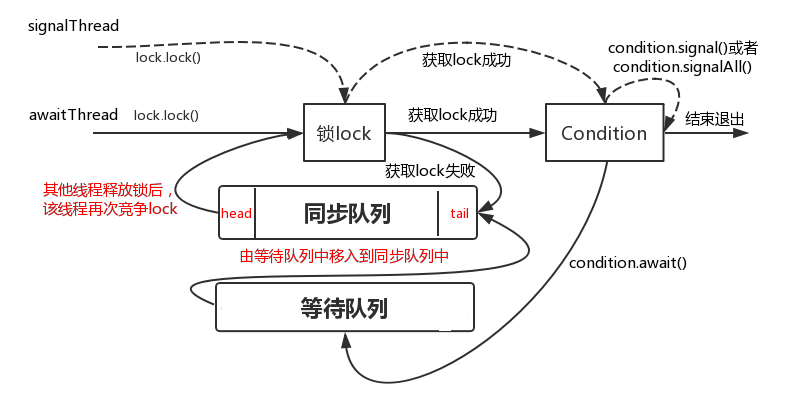 signalThread
lock.lock()
获取lock成功
condition.signal()或者
condition.signalAll()
awaitThread
lock.lock()
锁lock
获取lock成功
Condition
结束退出
获取lock失败
其他线程释放锁后，
该线程再次竞争lock
head
同步队列
tail
由等待队列中移入到同步队列中
condition.await()
等待队列